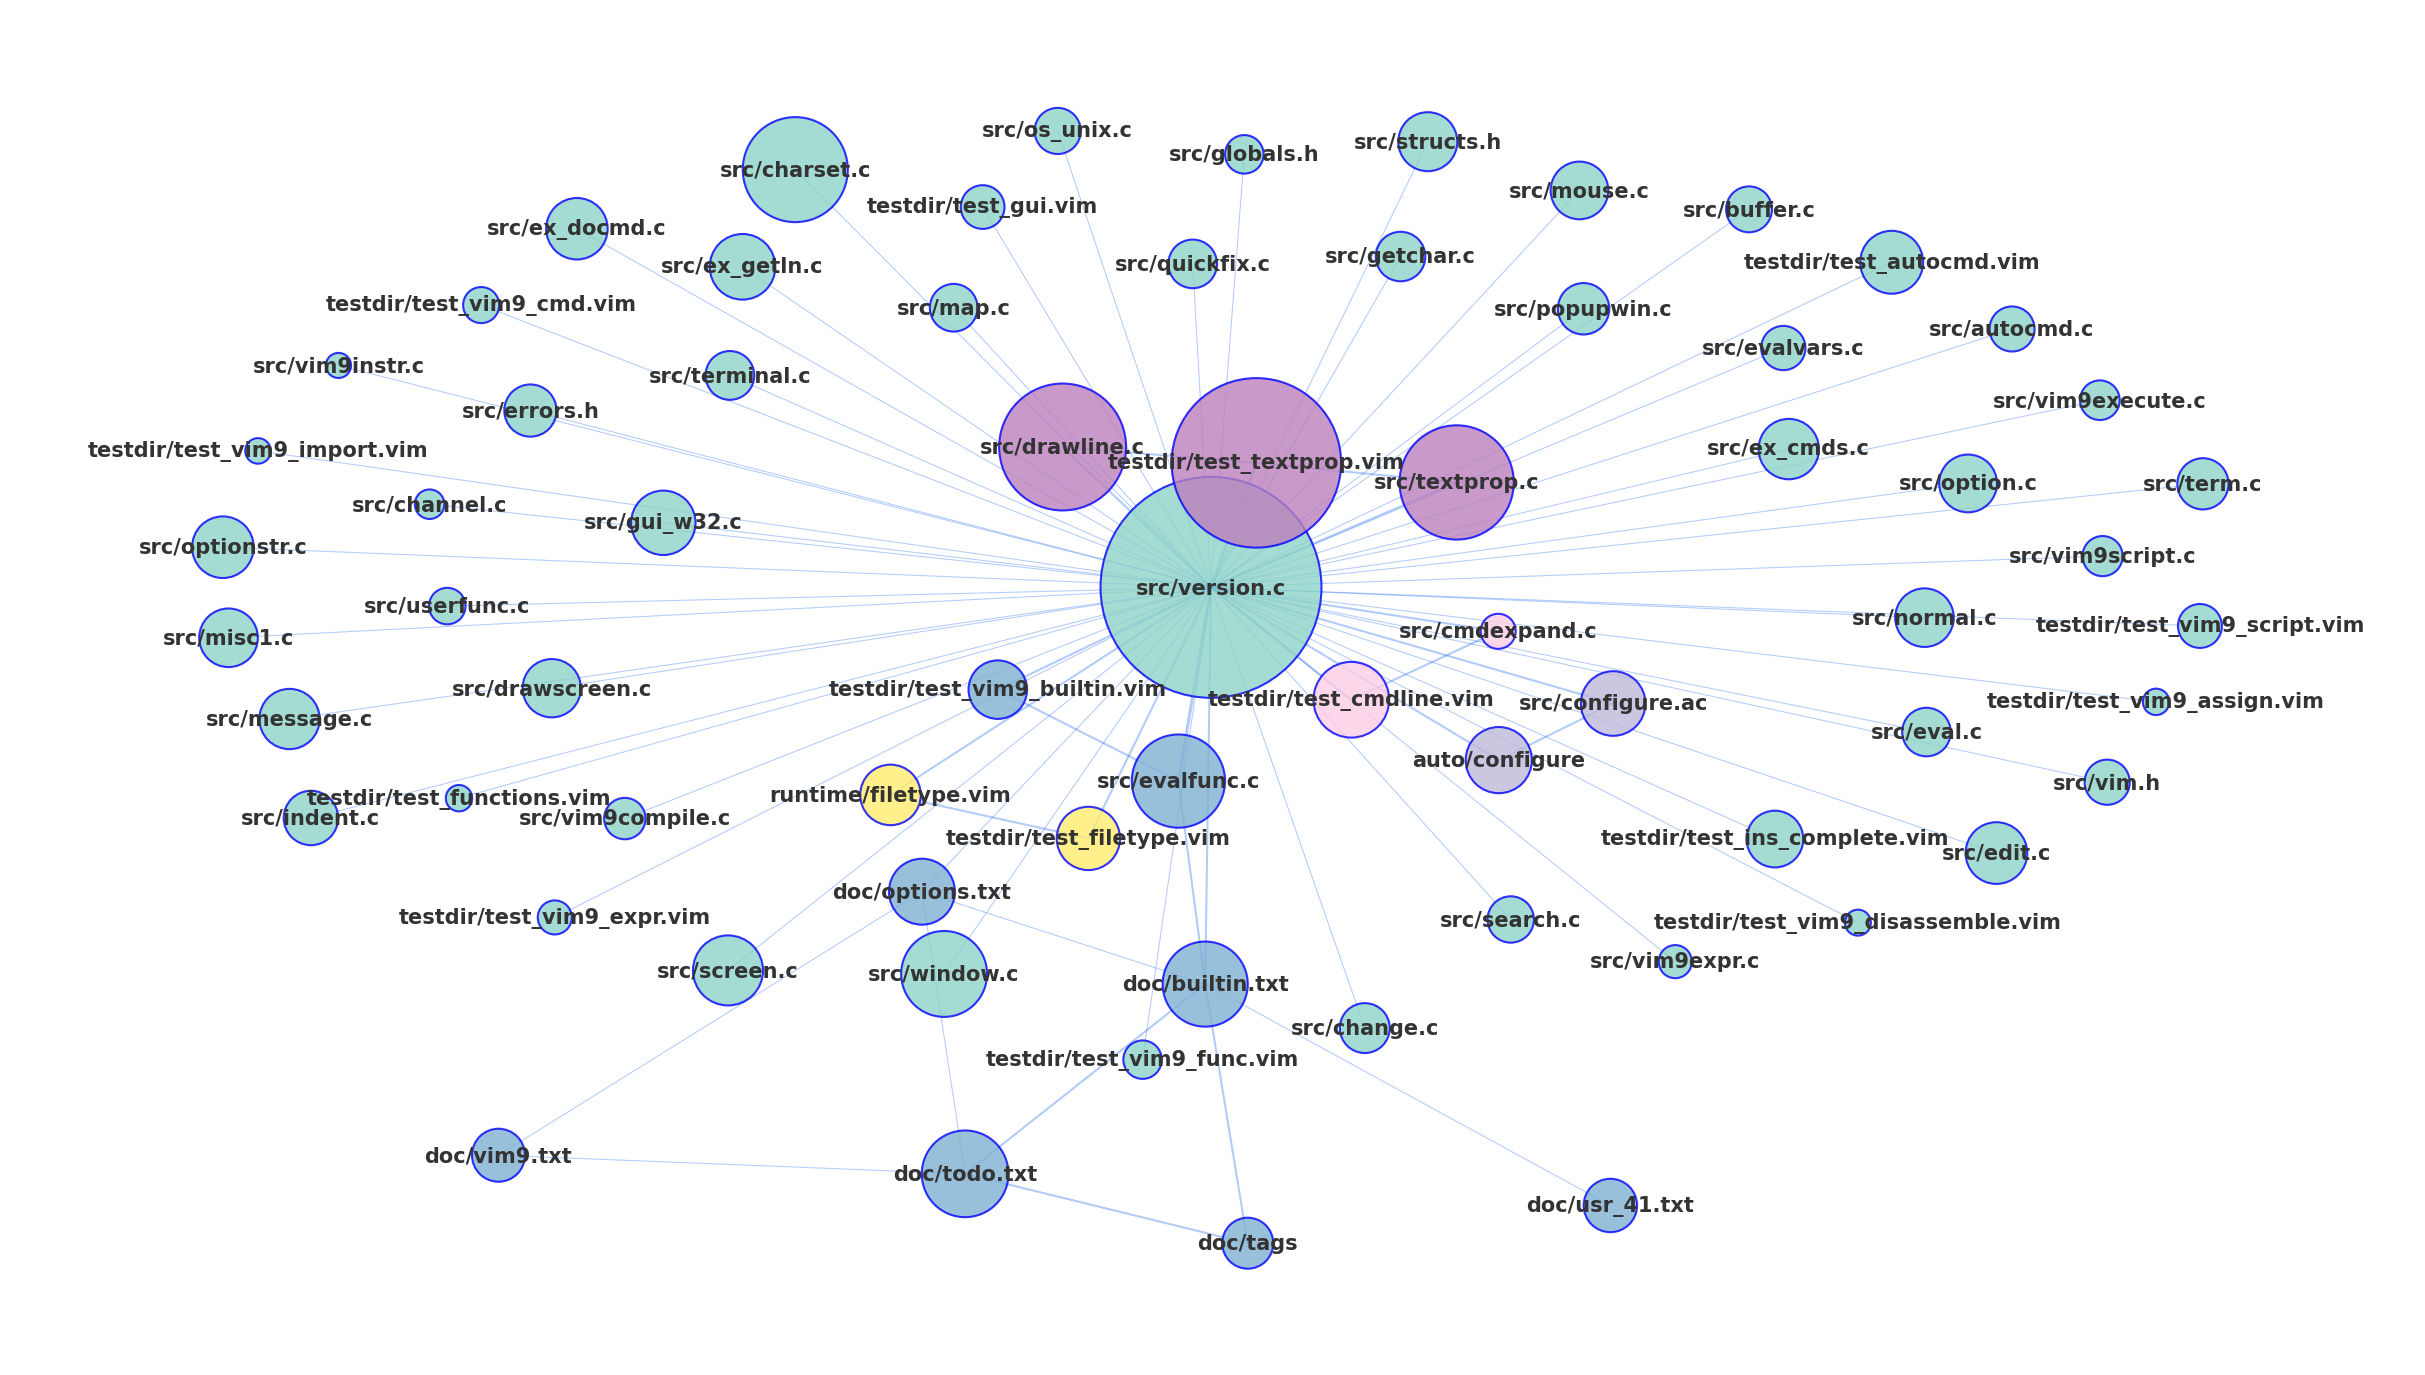 src/os_unix.c
src/structs.h
src/globals.h
src/charset.c
src/mouse.c
testdir/test_gui.vim
src/buffer.c
src/ex_docmd.c
src/getchar.c
testdir/test_autocmd.vim
src/quickfix.c
src/ex_getln.c
testdir/test_vim9_cmd.vim
src/map.c
src/popupwin.c
src/autocmd.c
src/evalvars.c
src/vim9instr.c
src/terminal.c
src/vim9execute.c
src/errors.h
src/drawline.c
src/ex_cmds.c
testdir/test_vim9_import.vim
testdir/test_textprop.vim
src/textprop.c
src/option.c
src/term.c
src/channel.c
src/gui_w32.c
src/optionstr.c
src/vim9script.c
src/version.c
src/userfunc.c
src/normal.c
testdir/test_vim9_script.vim
src/cmdexpand.c
src/misc1.c
src/drawscreen.c
testdir/test_vim9_builtin.vim
testdir/test_cmdline.vim
src/configure.ac
testdir/test_vim9_assign.vim
src/message.c
src/eval.c
auto/configure
src/evalfunc.c
src/vim.h
runtime/filetype.vim
testdir/test_functions.vim
src/indent.c
src/vim9compile.c
testdir/test_filetype.vim
testdir/test_ins_complete.vim
src/edit.c
doc/options.txt
testdir/test_vim9_expr.vim
src/search.c
testdir/test_vim9_disassemble.vim
src/vim9expr.c
src/screen.c
src/window.c
doc/builtin.txt
src/change.c
testdir/test_vim9_func.vim
doc/vim9.txt
doc/todo.txt
doc/usr_41.txt
doc/tags